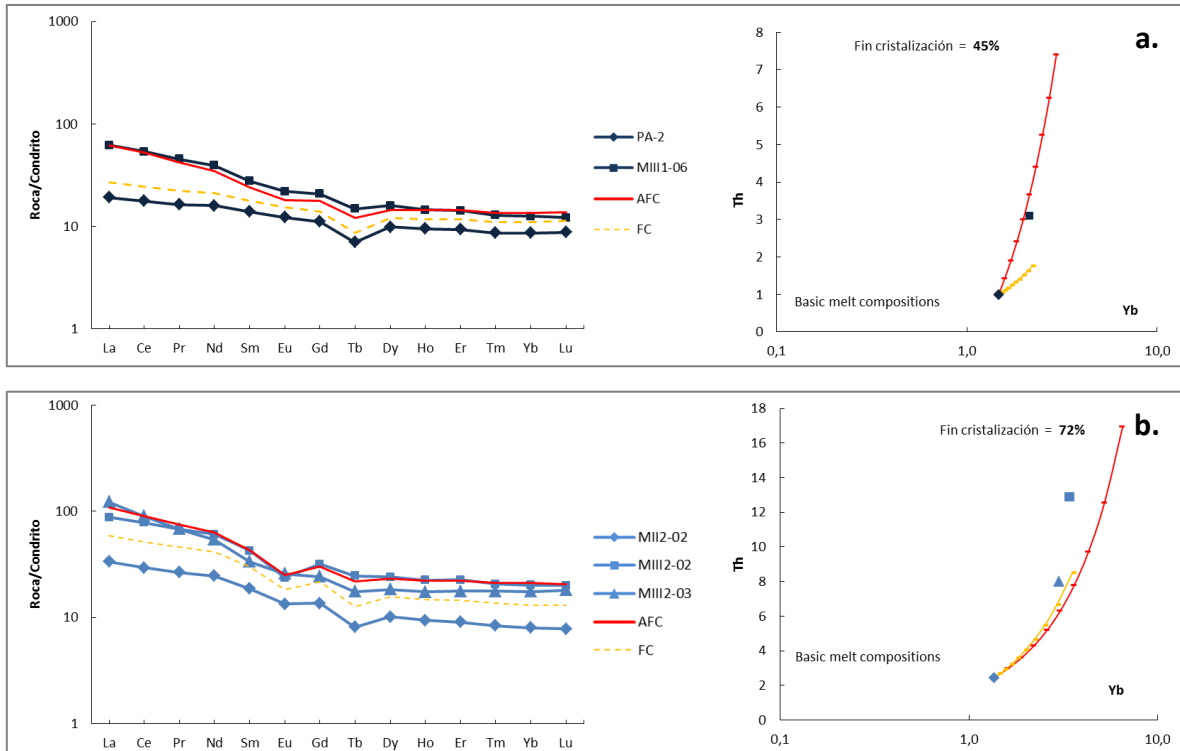 1000
100
10
1
Roca/Condrito
La Ce Pr Nd Sm Eu Gd Tb Dy Ho Er Tm Yb Lu
PA-2
MIII1-06
AFC
FC
a.
Fin cristalización = 45%
8
7
6
5
4
3
2
1
0
Th
Basic melt compositions
Yb
0,1 1,0 10,0
1000
100
10
1
Roca/Condrito
La Ce Pr Nd Sm Eu Gd Tb Dy Ho Er Tm Yb Lu
MII2-02
MIII2-02
MIII2-03
AFC
FC
b.
Fin cristalización = 72%
18
16
14
12
10
8
6
4
2
0
Th
Basic melt compositions
Yb
0,1 1,0 10,0